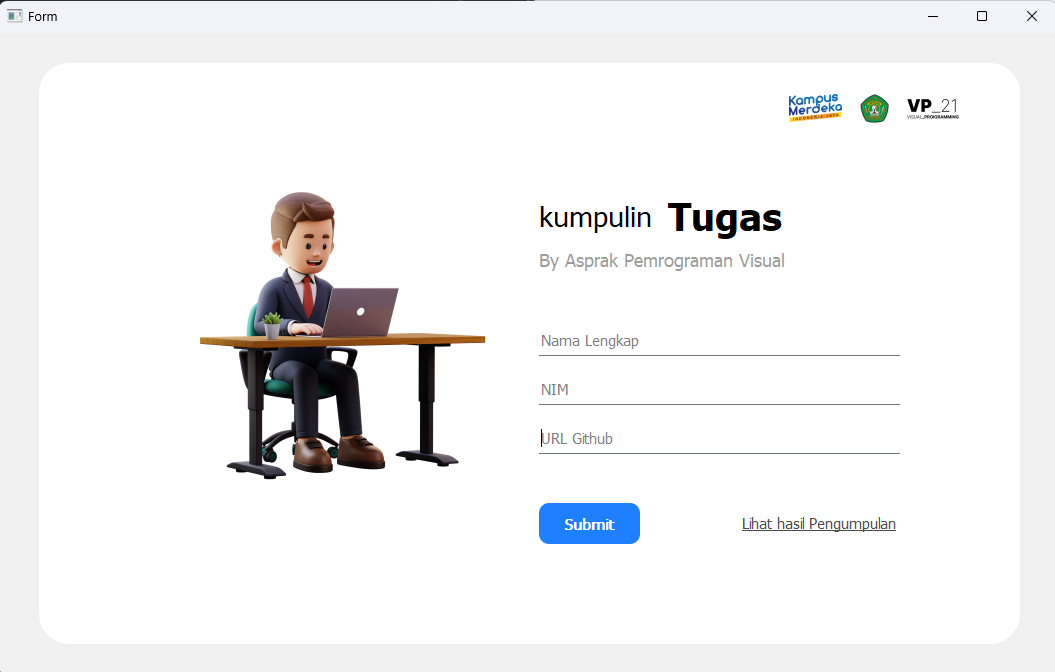 Form
Kampus
Merdeka
INDONESIA JAYA
VP_21
VISUAL_PROGRAMMING
kumpulin Tugas
By Asprak Pemrograman Visual
Nama Lengkap
NIM
URL Github
Submit
Lihat hasil Pengumpulan